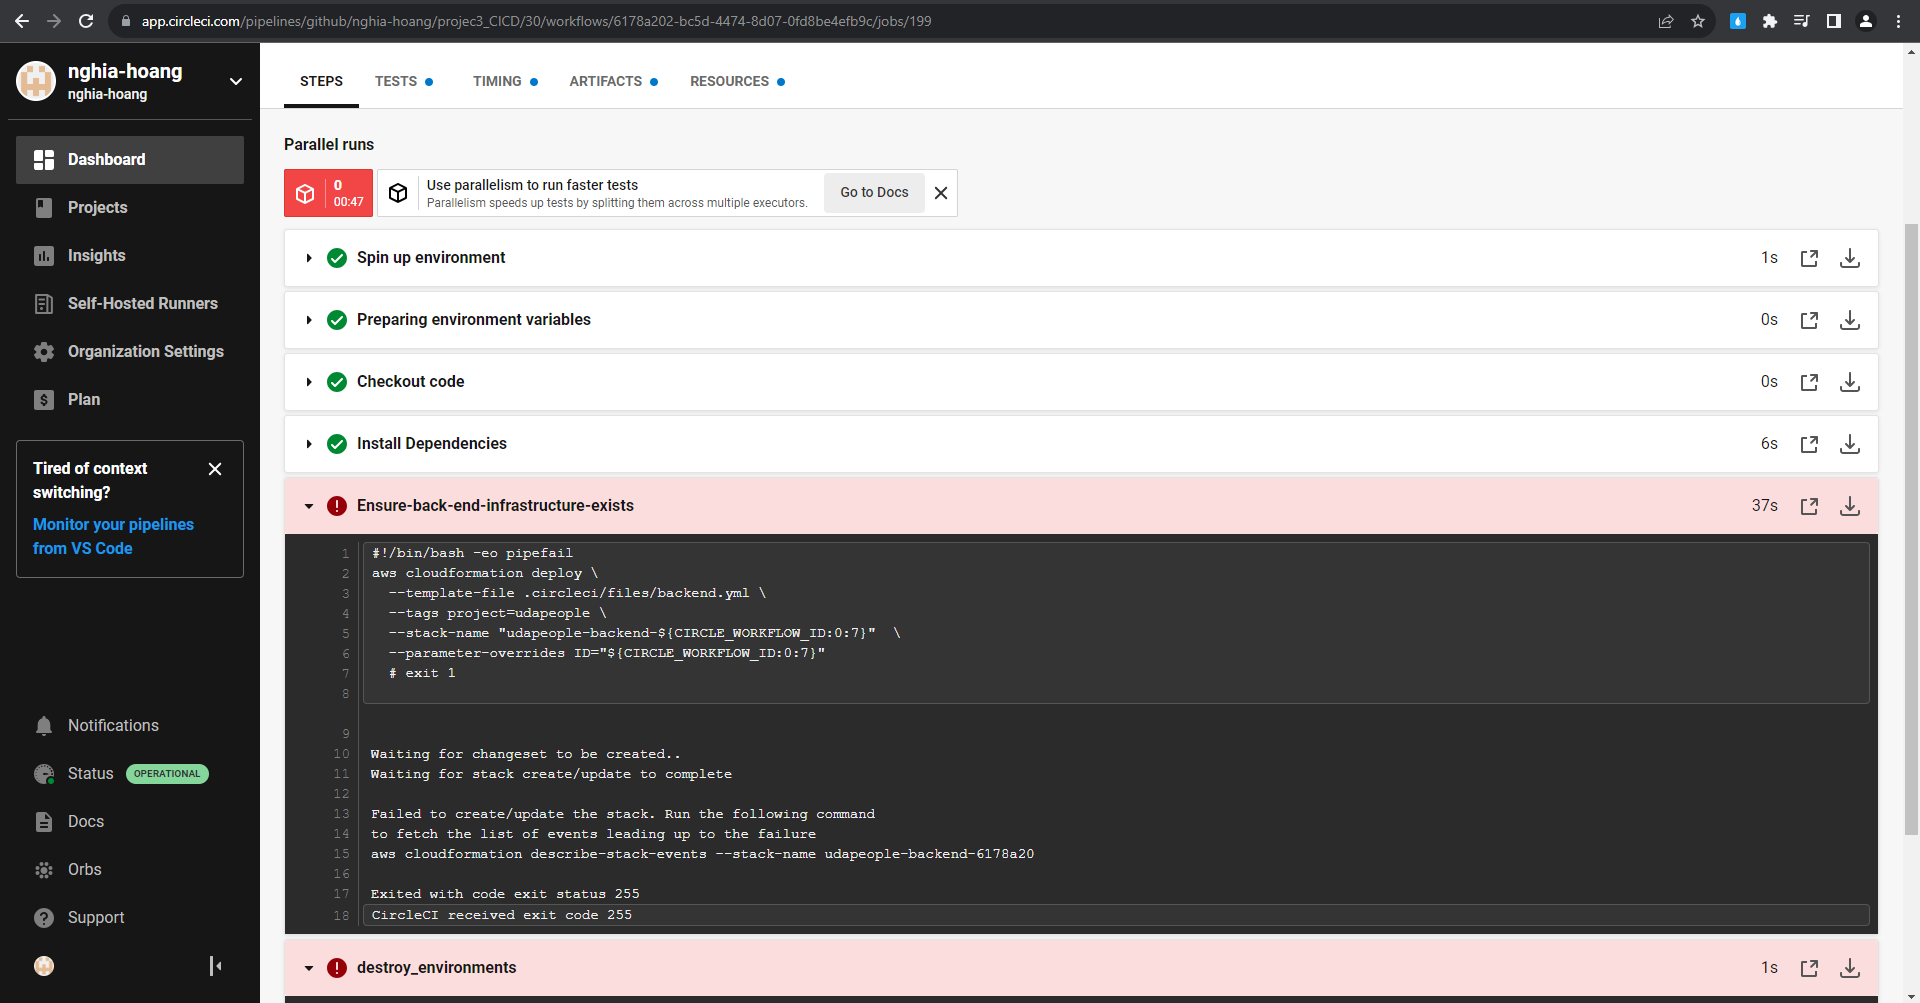 app.circleci.com/pipelines/github/nghia-hoang/projec3_CICD/30/workflows/6178a202-bc5d-4474-8d07-0fd8be4efb9c/jobs/199
nghia-hoang
nghia-hoang
Dashboard
Projects
Insights
Self-Hosted Runners
Organization Settings
Plan
Tired of context
switching?
Monitor your pipelines
from VS Code
Notifications
Status OPERATIONAL
Docs
Orbs
Support
STEPS TESTS TIMING ARTIFACTS RESOURCES
Parallel runs
0
00:47
Use parallelism to run faster tests
Parallelism speeds up tests by splitting them across multiple executors.
Go to Docs
Spin up environment 1s
Preparing environment variables 0s
Checkout code 0s
Install Dependencies 6s
Ensure-back-end-infrastructure-exists 37s
1 #!/bin/bash -eo pipefail
2 aws cloudformation deploy \
3 --template-file .circleci/files/backend.yml \
4 --tags project=udapeople \
5 --stack-name "udapeople-backend-${CIRCLE_WORKFLOW_ID:0:7}" \
6 --parameter-overrides ID="${CIRCLE_WORKFLOW_ID:0:7}"
7 # exit 1
8
9
10 Waiting for changeset to be created..
11 Waiting for stack create/update to complete
12
13 Failed to create/update the stack. Run the following command
14 to fetch the list of events leading up to the failure
15 aws cloudformation describe-stack-events --stack-name udapeople-backend-6178a20
16
17 Exited with code exit status 255
18 CircleCI received exit code 255
destroy_environments 1s